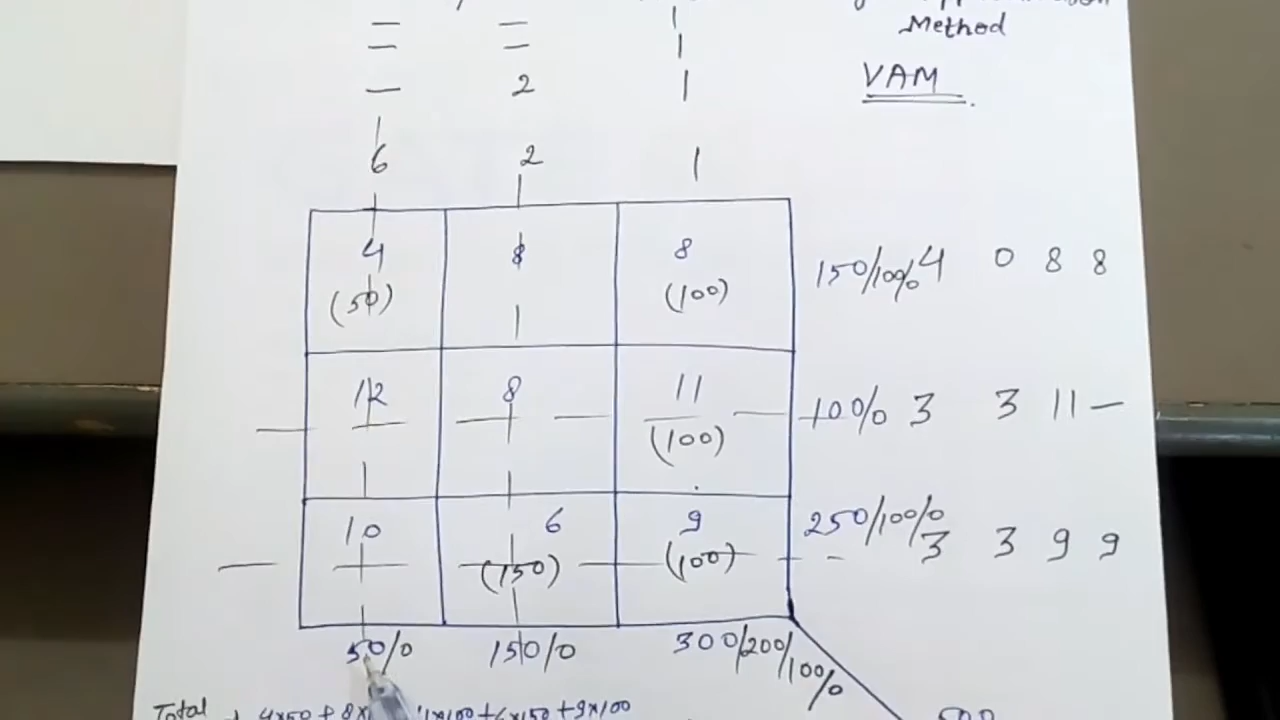 — — 1
Method
= = 1
VAM
— 2 1
6 2 1
4 8 8 150/100/0 4 0 8 8
(50) (100)
12 8 11 100/0 3 3 11 —
(100)
10 6 9 250/100/0 3 3 9 9
(150) (100)
50/0 150/0 300/200/100/0
Total